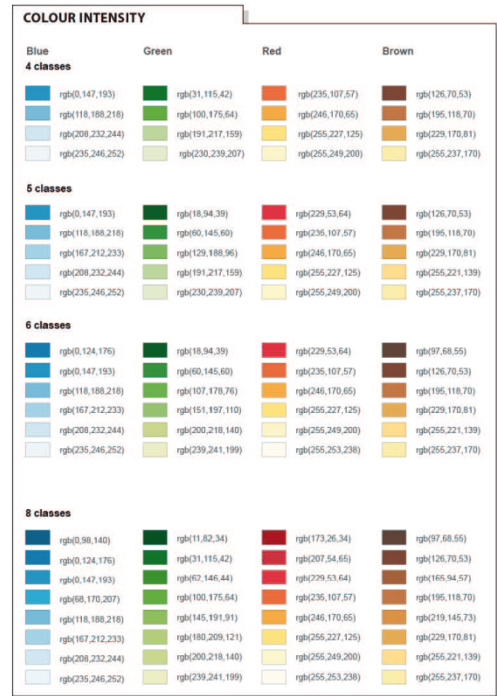 COLOUR INTENSITY
Blue Green Red Brown
4 classes
rgb(0,147,193) rgb(31,115,42) rgb(235,107,57) rgb(126,70,53)
rgb(118,188,218) rgb(100,175,64) rgb(246,170,65) rgb(195,118,70)
rgb(208,232,244) rgb(191,217,159) rgb(255,227,125) rgb(229,170,81)
rgb(235,246,252) rgb(230,239,207) rgb(255,249,200) rgb(255,237,170)
5 classes
rgb(0,147,193) rgb(18,94,39) rgb(229,53,64) rgb(126,70,53)
rgb(118,188,218) rgb(60,145,60) rgb(235,107,57) rgb(195,118,70)
rgb(167,212,233) rgb(129,188,96) rgb(246,170,65) rgb(229,170,81)
rgb(208,232,244) rgb(191,217,159) rgb(255,227,125) rgb(255,221,139)
rgb(235,246,252) rgb(230,239,207) rgb(255,249,200) rgb(255,237,170)
6 classes
rgb(0,124,176) rgb(18,94,39) rgb(229,53,64) rgb(97,68,55)
rgb(0,147,193) rgb(60,145,60) rgb(235,107,57) rgb(126,70,53)
rgb(118,188,218) rgb(107,178,76) rgb(246,170,65) rgb(195,118,70)
rgb(167,212,233) rgb(151,197,110) rgb(255,227,125) rgb(229,170,81)
rgb(208,232,244) rgb(200,218,140) rgb(255,249,200) rgb(255,221,139)
rgb(235,246,252) rgb(239,241,199) rgb(255,253,238) rgb(255,237,170)
8 classes
rgb(0,98,140) rgb(11,82,34) rgb(173,26,34) rgb(97,68,55)
rgb(0,124,176) rgb(31,115,42) rgb(207,54,65) rgb(126,70,53)
rgb(0,147,193) rgb(62,146,44) rgb(229,53,64) rgb(165,94,57)
rgb(68,170,207) rgb(100,175,64) rgb(235,107,57) rgb(195,118,70)
rgb(118,188,218) rgb(145,191,91) rgb(246,170,65) rgb(219,145,73)
rgb(167,212,233) rgb(180,209,121) rgb(255,227,125) rgb(229,170,81)
rgb(208,232,244) rgb(200,218,140) rgb(255,249,200) rgb(255,221,139)
rgb(235,246,252) rgb(239,241,199) rgb(255,253,238) rgb(255,237,170)